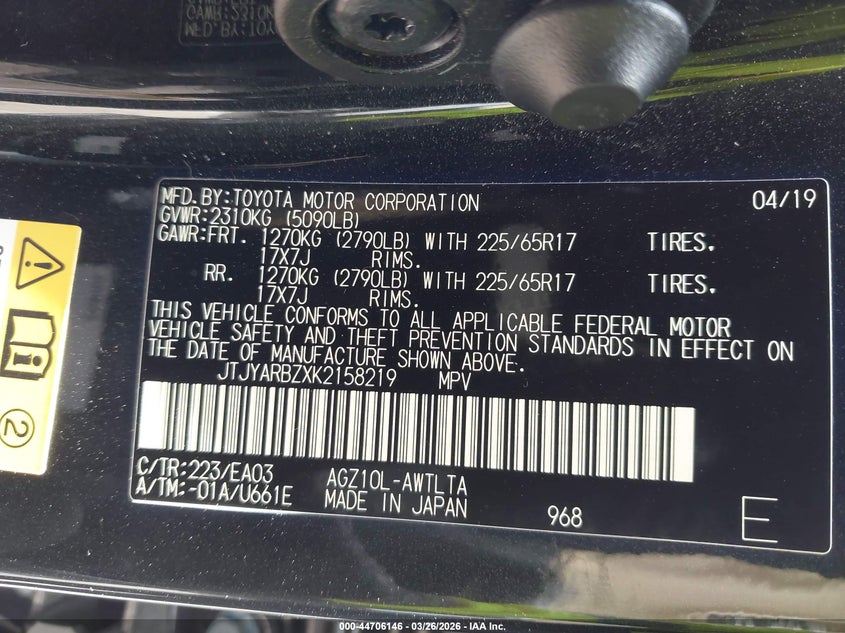 MFD.BY:TOYOTA MOTOR CORPORATION 04/19
GVWR:2310KG (5090LB)
GAWR:FRT. 1270KG (2790LB) WITH 225/65R17 TIRES.
17X7J RIMS.
RR. 1270KG (2790LB) WITH 225/65R17 TIRES.
17X7J RIMS.
THIS VEHICLE CONFORMS TO ALL APPLICABLE FEDERAL MOTOR
VEHICLE SAFETY AND THEFT PREVENTION STANDARDS IN EFFECT ON
THE DATE OF MANUFACTURE SHOWN ABOVE.
JTJYARBZXK2158219 MPV
C/TR:223/EA03 AGZ10L-AWTLTA
A/TM:-01A/U661E MADE IN JAPAN 968 E
2
000-44706146 - 03/26/2026 - IAA Inc.